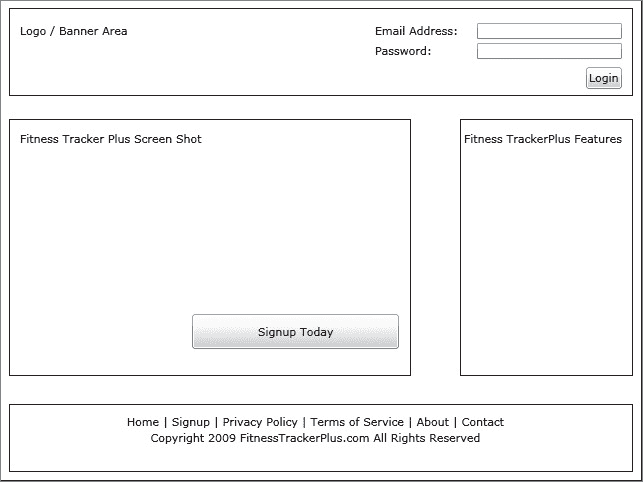 Logo / Banner Area
Email Address:
Password:
Login
Fitness Tracker Plus Screen Shot
Fitness TrackerPlus Features
Signup Today
Home | Signup | Privacy Policy | Terms of Service | About | Contact
Copyright 2009 FitnessTrackerPlus.com All Rights Reserved